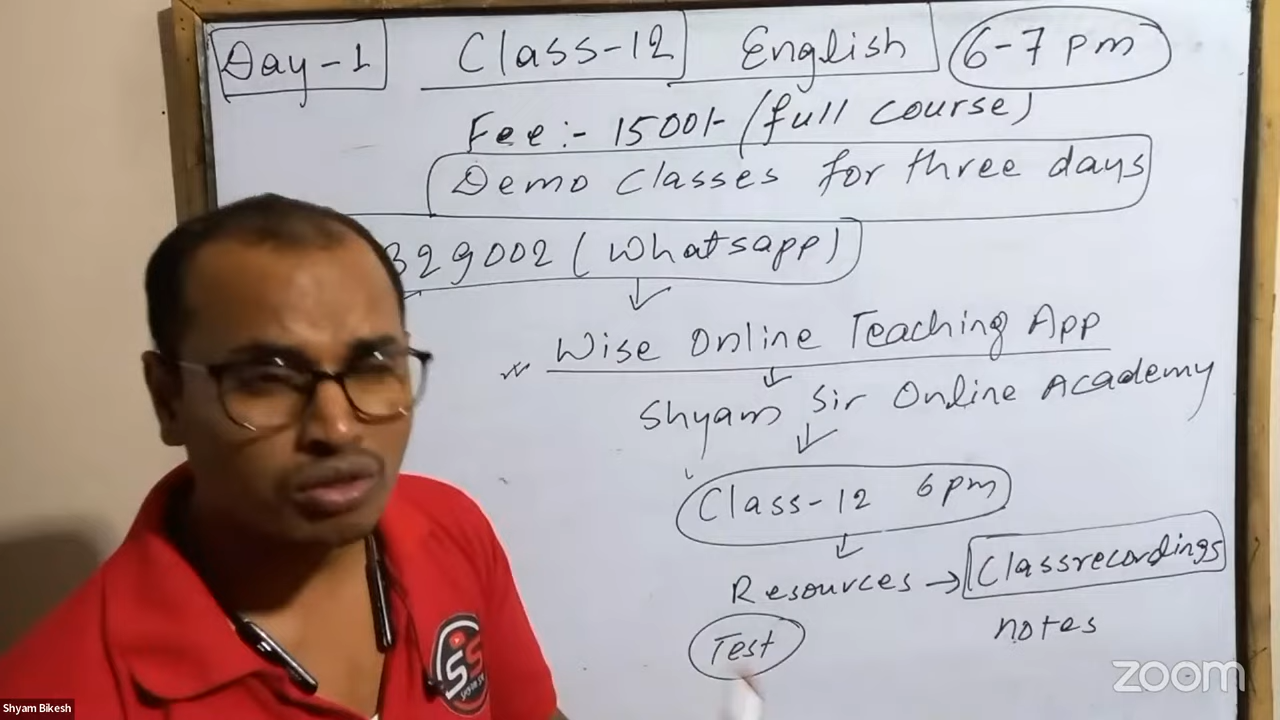 Day-1 Class-12 English 6-7 pm
Fee:- 1500/- (full course)
Demo Classes for three days
329002 (Whatsapp)
Wise Online Teaching App
Shyam Sir Online Academy
Class-12 6pm
Resources → Classrecordings
notes
Test
SS
Shyam Bikesh
zoom